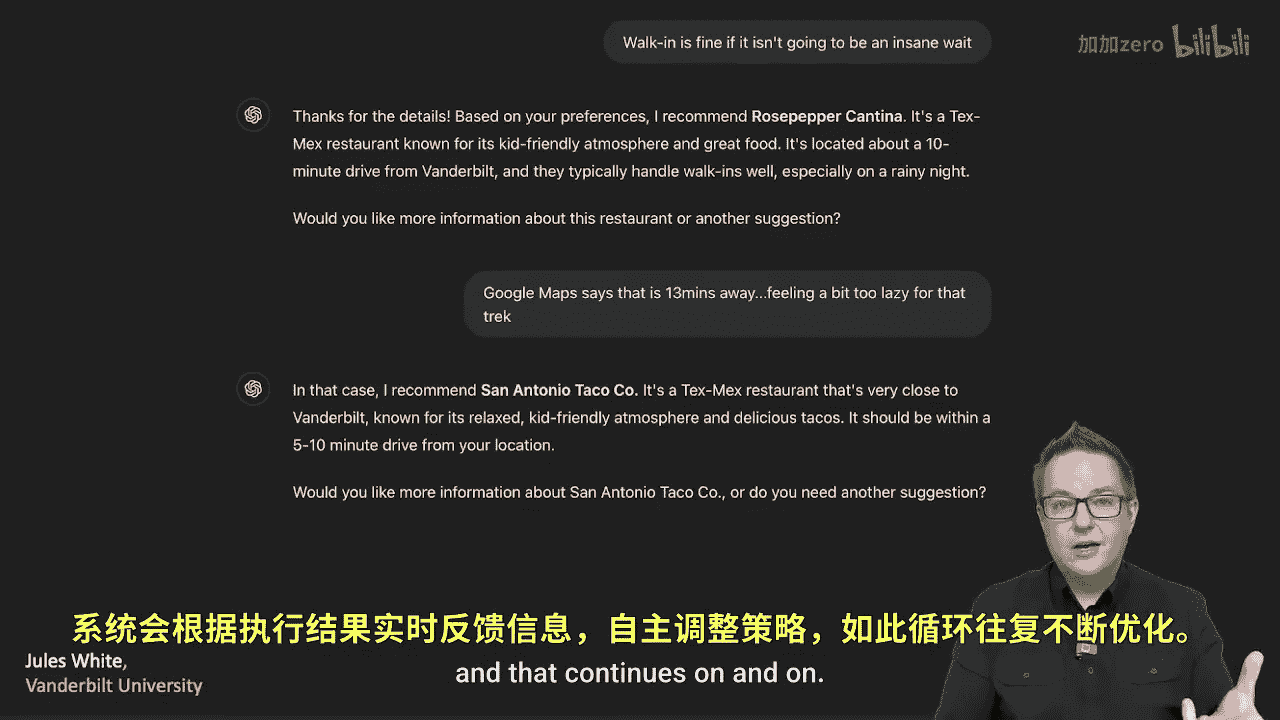 Walk-in is fine if it isn't going to be an insane wait
加加zero bilibili
Thanks for the details! Based on your preferences, I recommend Rosepepper Cantina. It's a Tex-
Mex restaurant known for its kid-friendly atmosphere and great food. It's located about a 10-
minute drive from Vanderbilt, and they typically handle walk-ins well, especially on a rainy night.
Would you like more information about this restaurant or another suggestion?
Google Maps says that is 13mins away...feeling a bit too lazy for that
trek
In that case, I recommend San Antonio Taco Co. It's a Tex-Mex restaurant that's very close to
Vanderbilt, known for its relaxed, kid-friendly atmosphere and delicious tacos. It should be within a
5-10 minute drive from your location.
Would you like more information about San Antonio Taco Co., or do you need another suggestion?
系统会根据执行结果实时反馈信息，自主调整策略，如此循环往复不断优化。
Jules White,
Vanderbilt University
and that continues on and on.